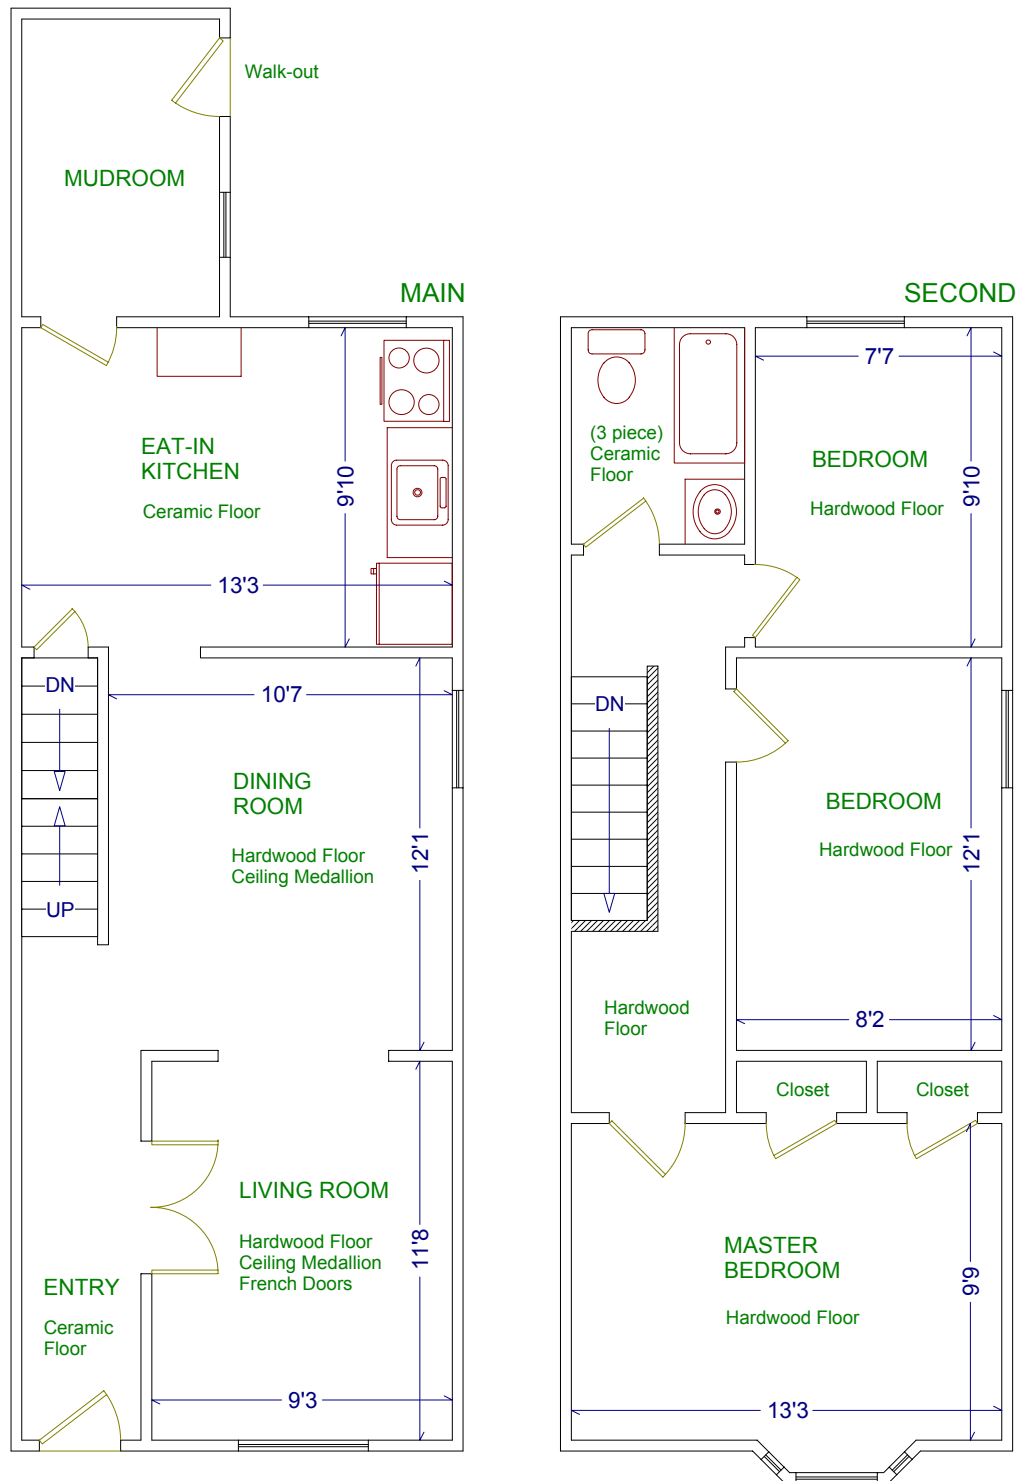 Walk-out
MUDROOM
MAIN
EAT-IN
KITCHEN
Ceramic Floor
9'10
13'3
DN
10'7
DINING
ROOM
Hardwood Floor
Ceiling Medallion
12'1
UP
LIVING ROOM
Hardwood Floor
Ceiling Medallion
French Doors
11'8
ENTRY
Ceramic
Floor
9'3
SECOND
7'7
(3 piece)
Ceramic
Floor
BEDROOM
Hardwood Floor
9'10
DN
BEDROOM
Hardwood Floor
12'1
Hardwood
Floor
8'2
Closet
Closet
MASTER
BEDROOM
Hardwood Floor
9'9
13'3